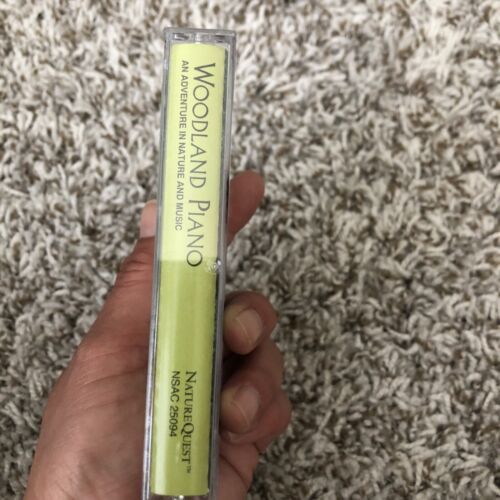 WOODLAND PIANO
AN ADVENTURE IN NATURE AND MUSIC
NATUREQUEST™
NSAC 25094